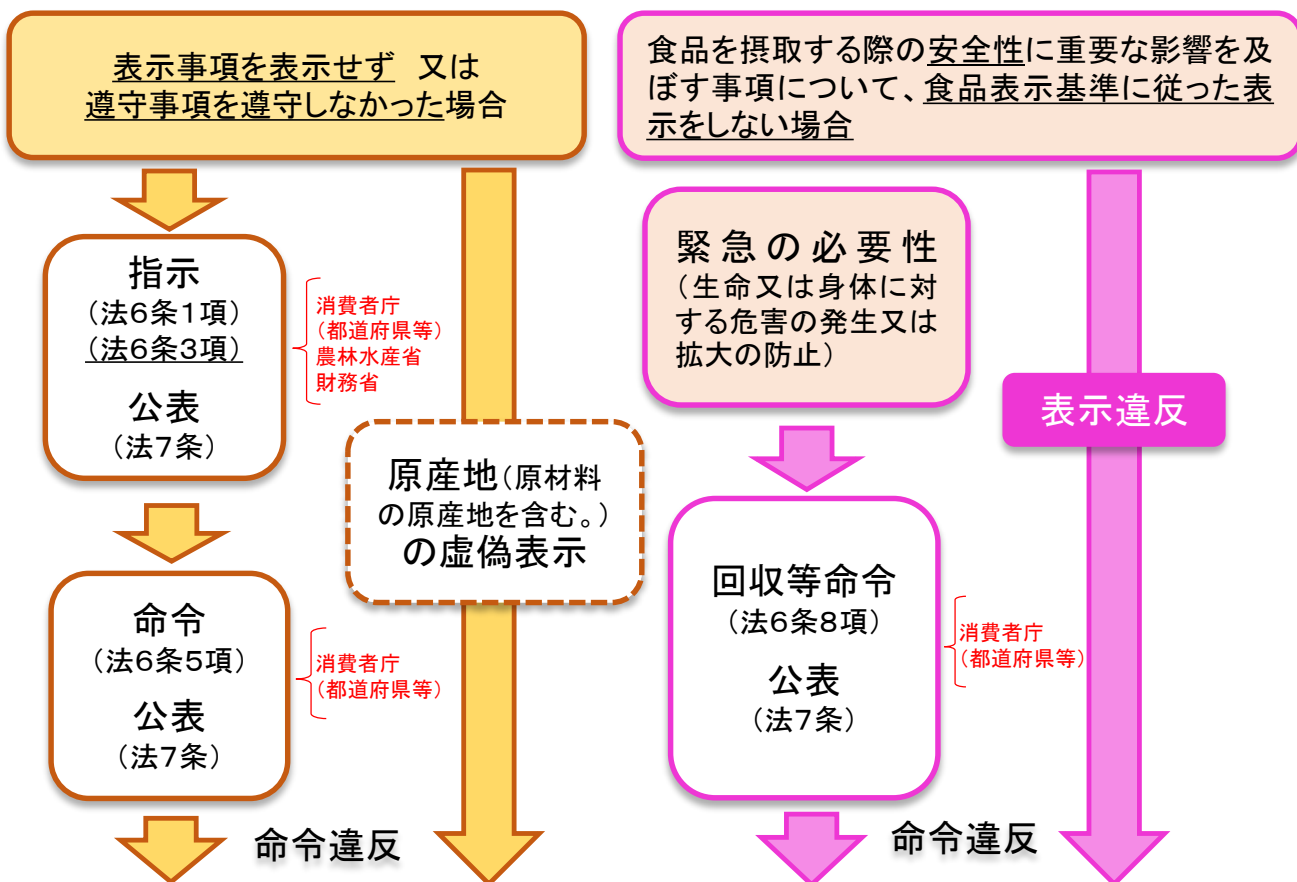 表示事項を表示せず 又は
遵守事項を遵守しなかった場合
指示
(法6条1項)
(法6条3項)
公表
(法7条)
消費者庁
(都道府県等)
農林水産省
財務省
命令
(法6条5項)
公表
(法7条)
消費者庁
(都道府県等)
原産地(原材料
の原産地を含む。)
の虚偽表示
命令違反
食品を摂取する際の安全性に重要な影響を及
ぼす事項について、食品表示基準に従った表
示をしない場合
緊急の必要性
(生命又は身体に対
する危害の発生又は
拡大の防止)
回収等命令
(法6条8項)
公表
(法7条)
消費者庁
(都道府県等)
表示違反
命令違反